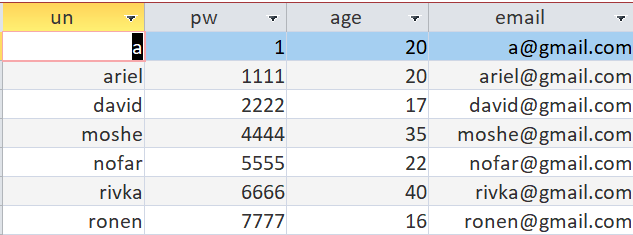 un pw age email
a 1 20 a@gmail.com
ariel 1111 20 ariel@gmail.com
david 2222 17 david@gmail.com
moshe 4444 35 moshe@gmail.com
nofar 5555 22 nofar@gmail.com
rivka 6666 40 rivka@gmail.com
ronen 7777 16 ronen@gmail.com